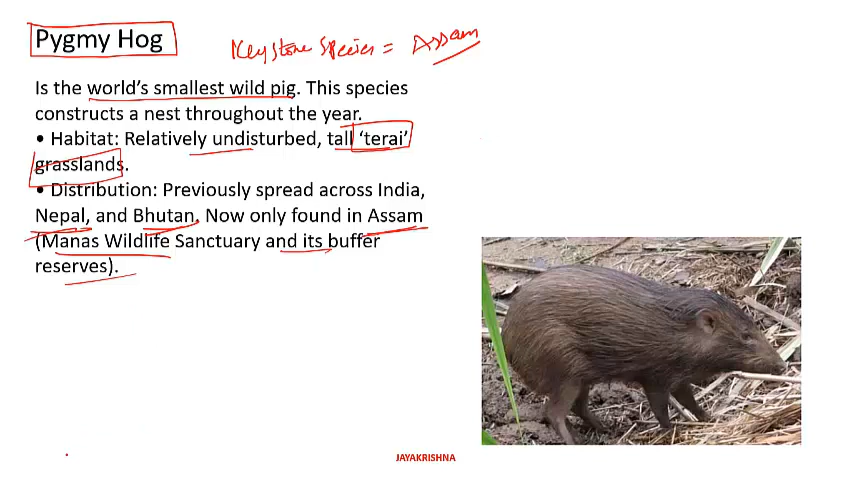 Pygmy Hog
Keystone Species = Assam
Is the world's smallest wild pig. This species
constructs a nest throughout the year.
• Habitat: Relatively undisturbed, tall 'terai'
grasslands.
• Distribution: Previously spread across India,
Nepal, and Bhutan. Now only found in Assam
(Manas Wildlife Sanctuary and its buffer
reserves).
JAYAKRISHNA